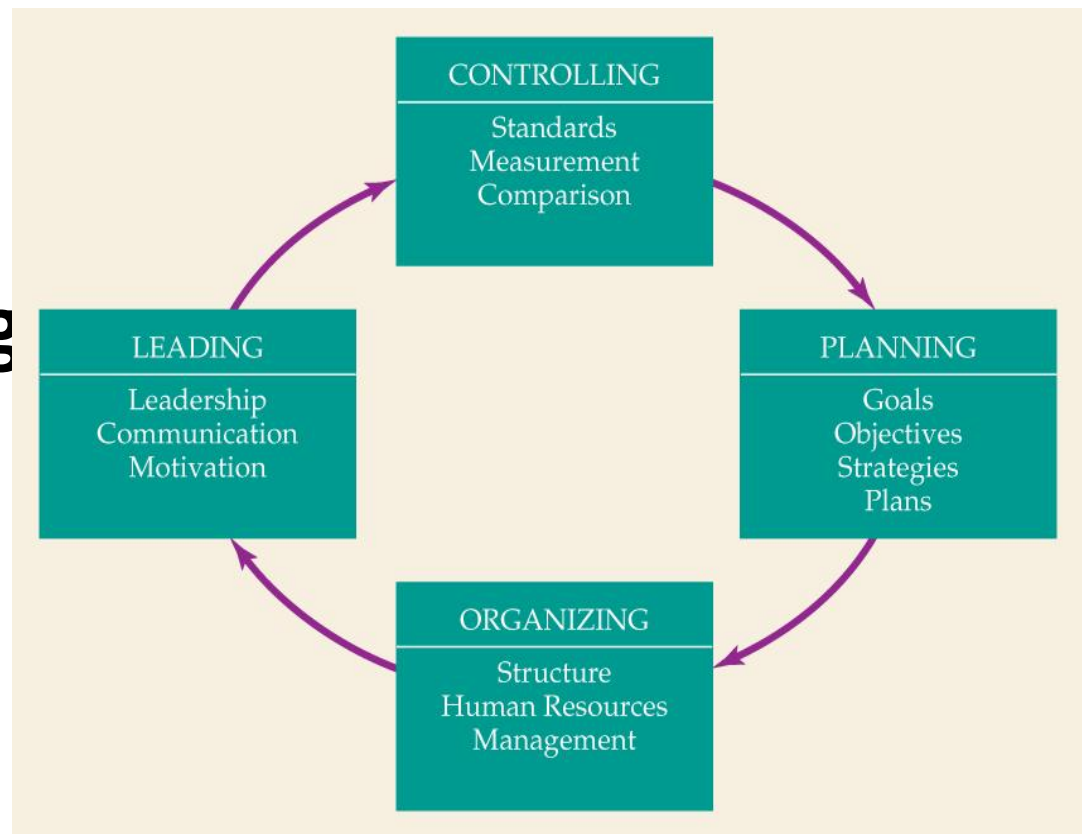 CONTROLLING
Standards
Measurement
Comparison
LEADING
Leadership
Communication
Motivation
PLANNING
Goals
Objectives
Strategies
Plans
ORGANIZING
Structure
Human Resources
Management